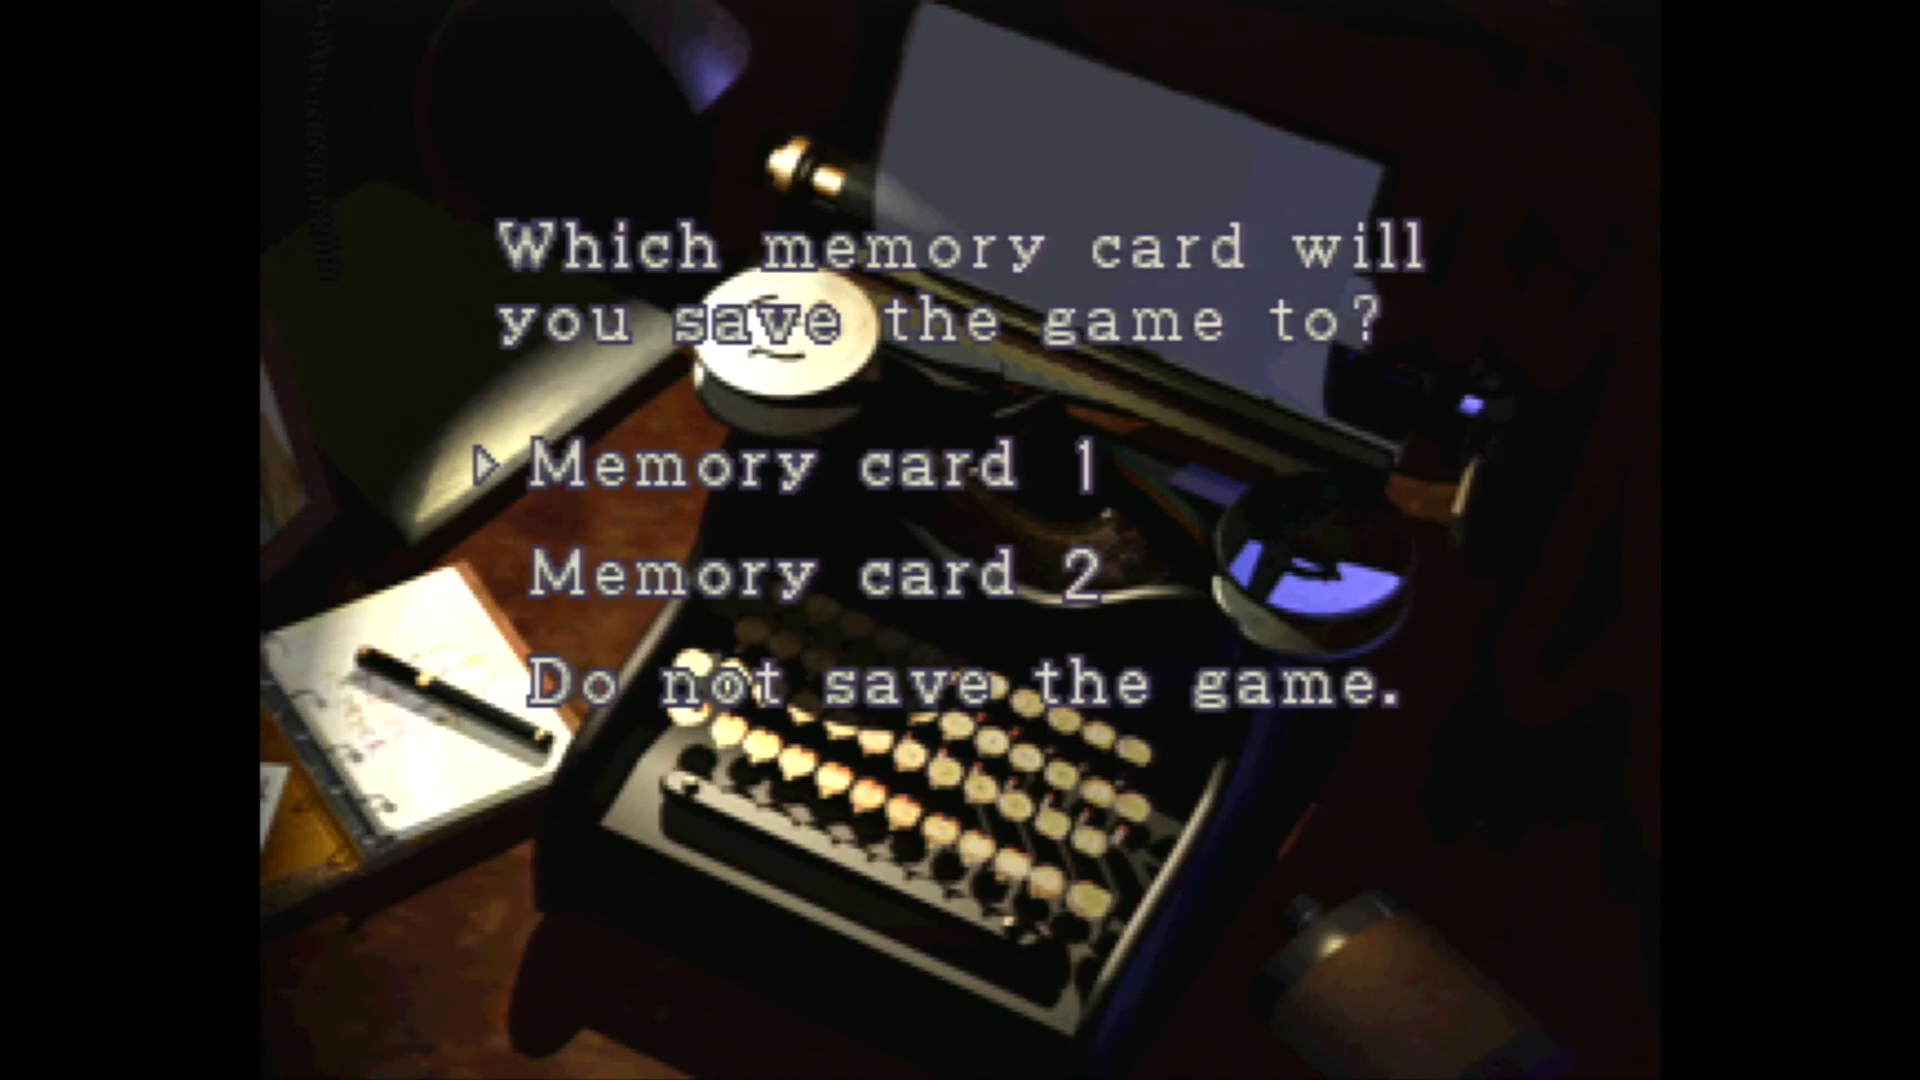 Which memory card will
you save the game to?
Memory card 1
Memory card 2
Do not save the game.